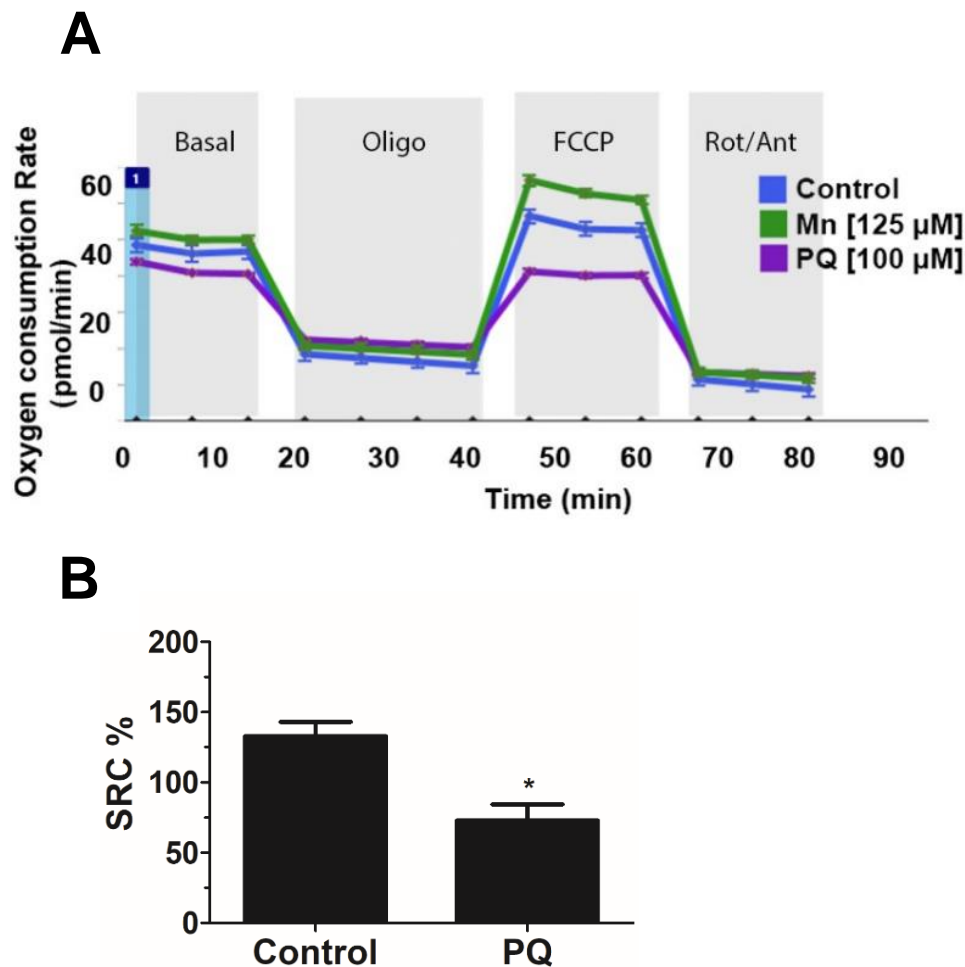 A
Basal Oligo FCCP Rot/Ant
1
Control
Mn [125 µM]
PQ [100 µM]
Oxygen consumption Rate
(pmol/min)
60
40
20
0
0 10 20 30 40 50 60 70 80 90
Time (min)
B
SRC %
200
150
100
50
0
*
Control PQ